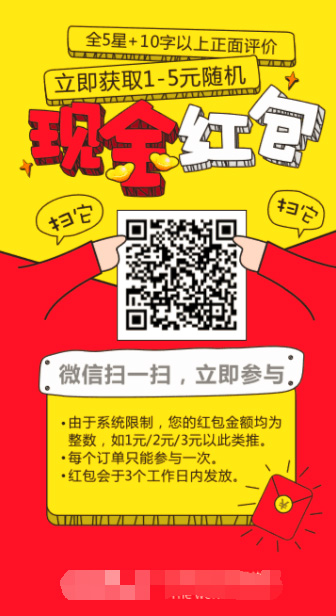 全5星+10字以上正面评价
立即获取1-5元随机
现金红包
扫它
扫它
微信扫一扫，立即参与
•由于系统限制，您的红包金额均为
整数，如1元/2元/3元以此类推。
•每个订单只能参与一次。
•红包会于3个工作日内发放。